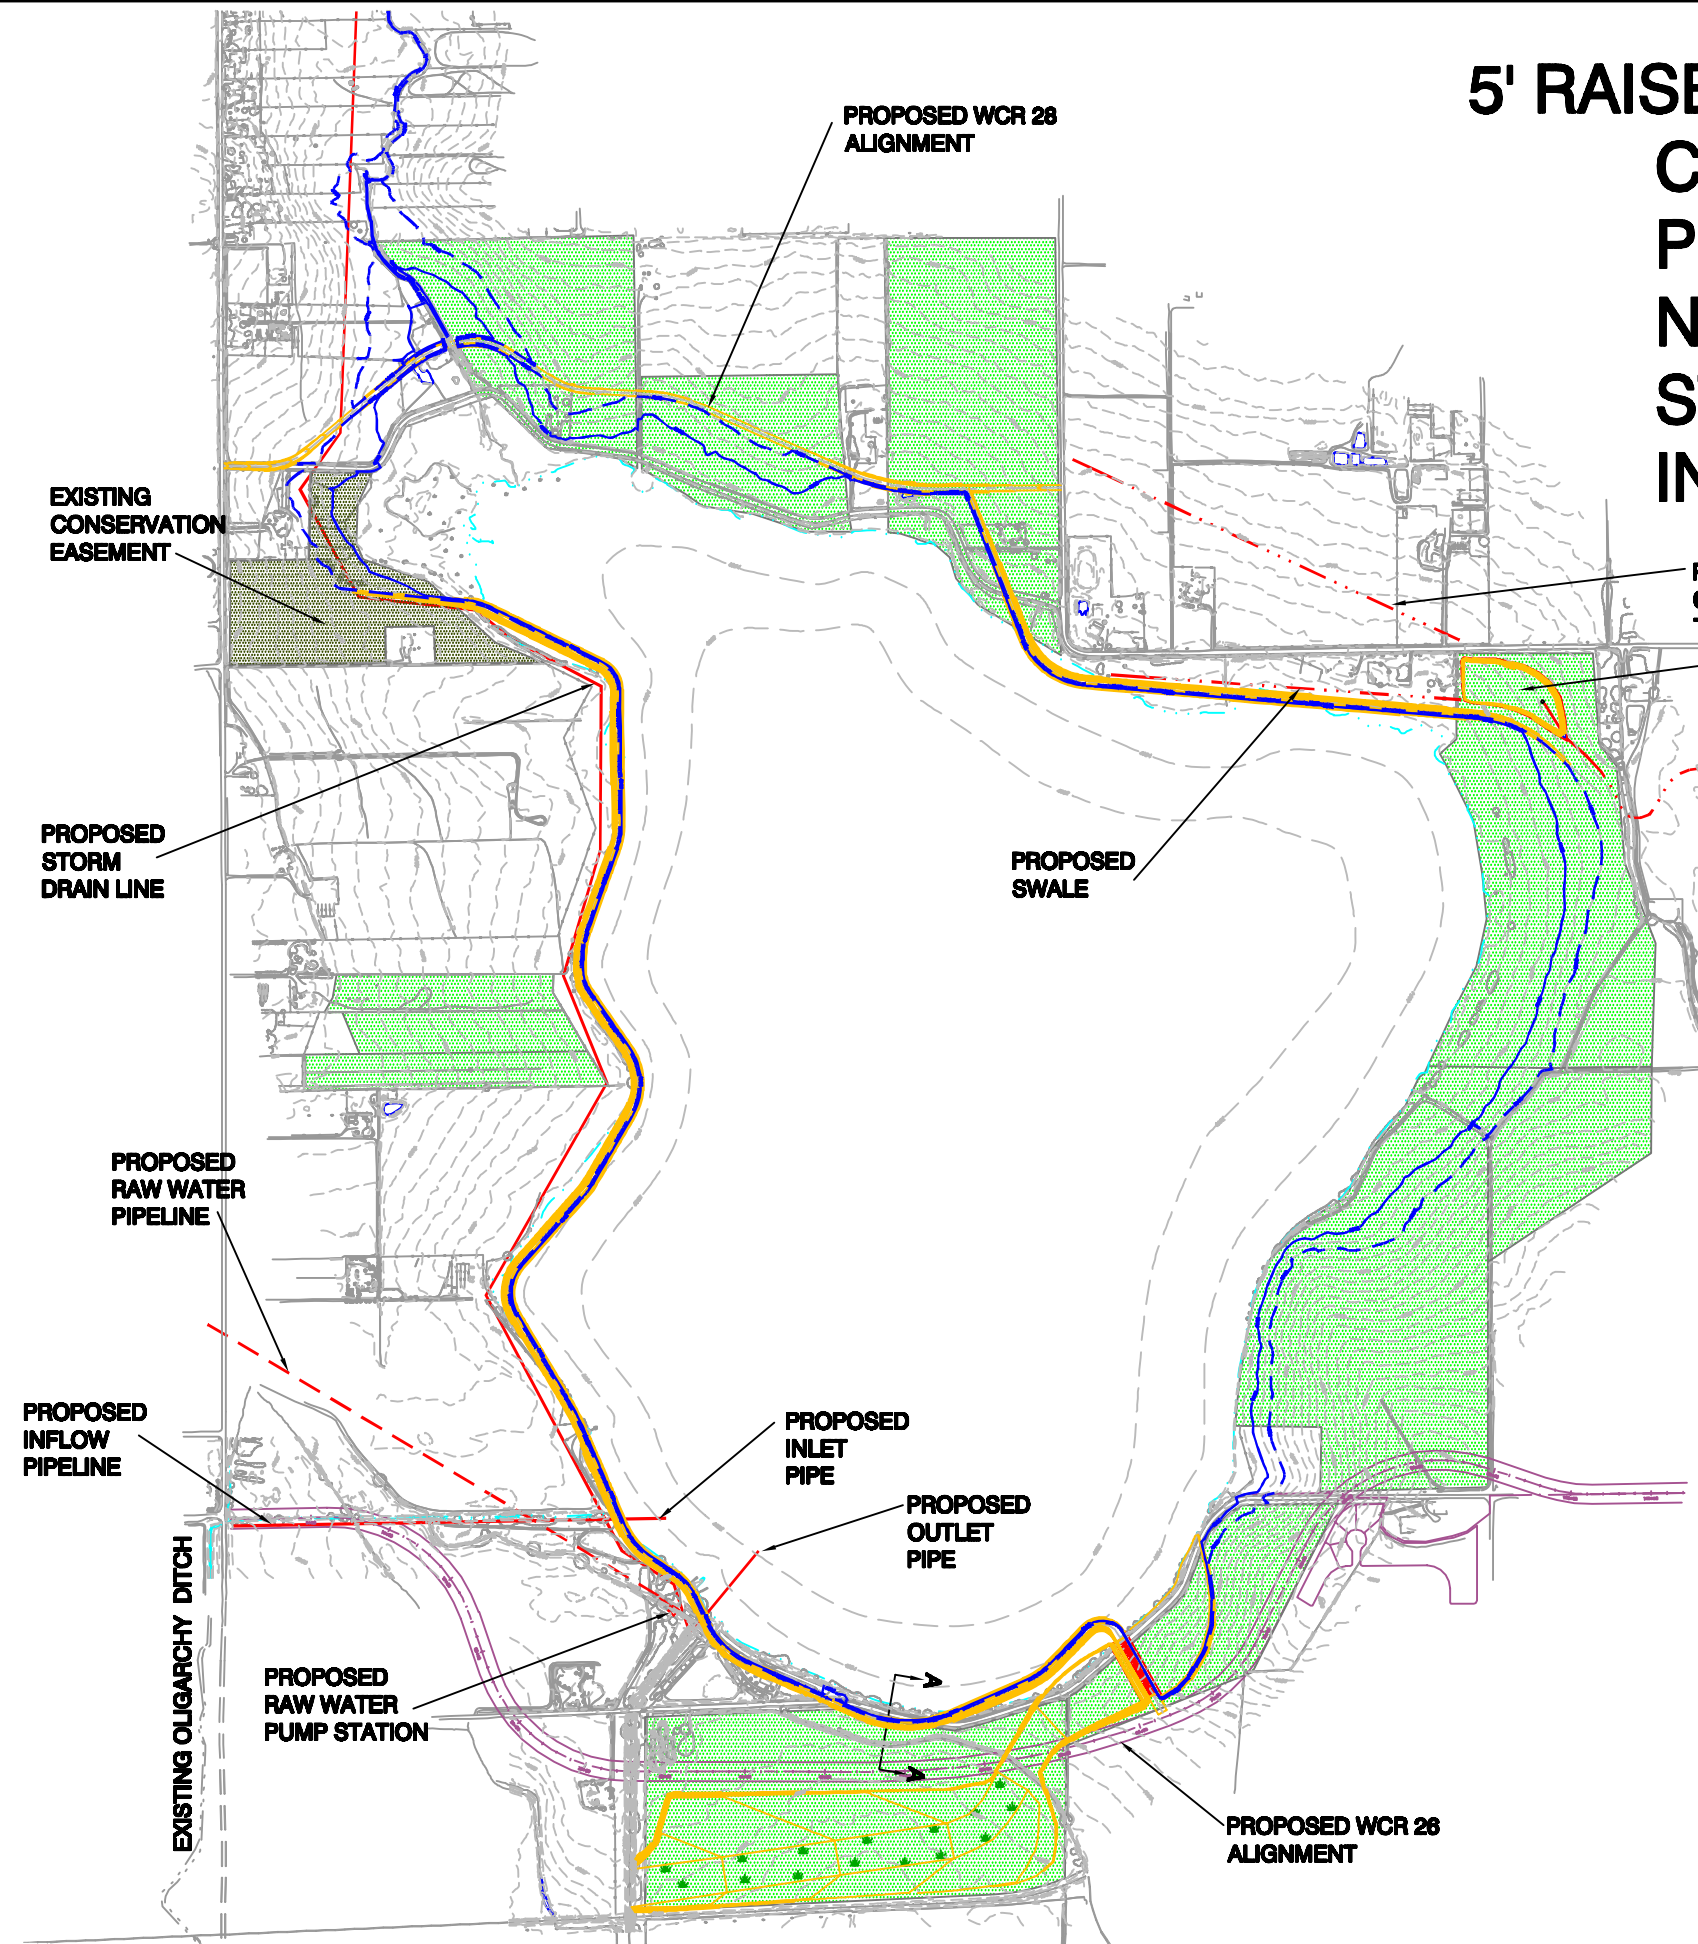 5' RAISE
C
P
N
S
IN
PROPOSED WCR 28
ALIGNMENT
EXISTING
CONSERVATION
EASEMENT
PROPOSED
STORM
DRAIN LINE
PROPOSED
SWALE
PROPOSED
RAW WATER
PIPELINE
PROPOSED
INFLOW
PIPELINE
PROPOSED
INLET
PIPE
PROPOSED
OUTLET
PIPE
EXISTING OLIGARCHY DITCH
PROPOSED
RAW WATER
PUMP STATION
A
A
PROPOSED WCR 26
ALIGNMENT